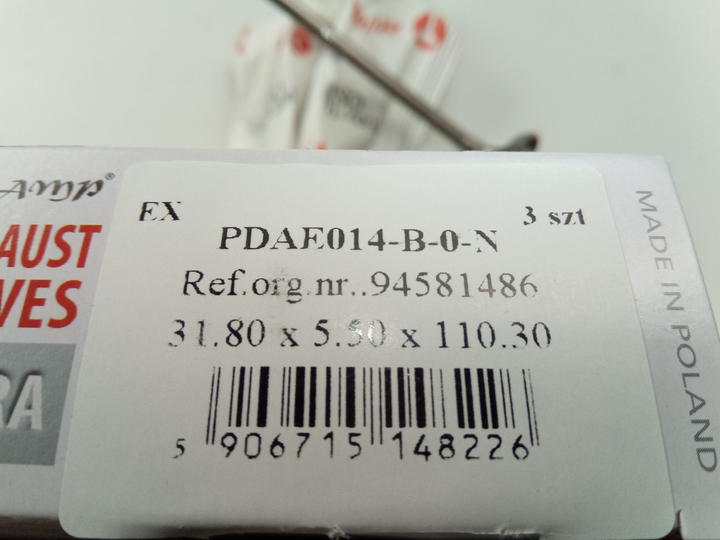 Amp®
AUST
VES
RA
EX
3 szt
PDAE014-B-0-N
Ref.org.nr..94581486
31.80 x 5.50 x 110.30
5 906715 148226
MADE IN POLAND